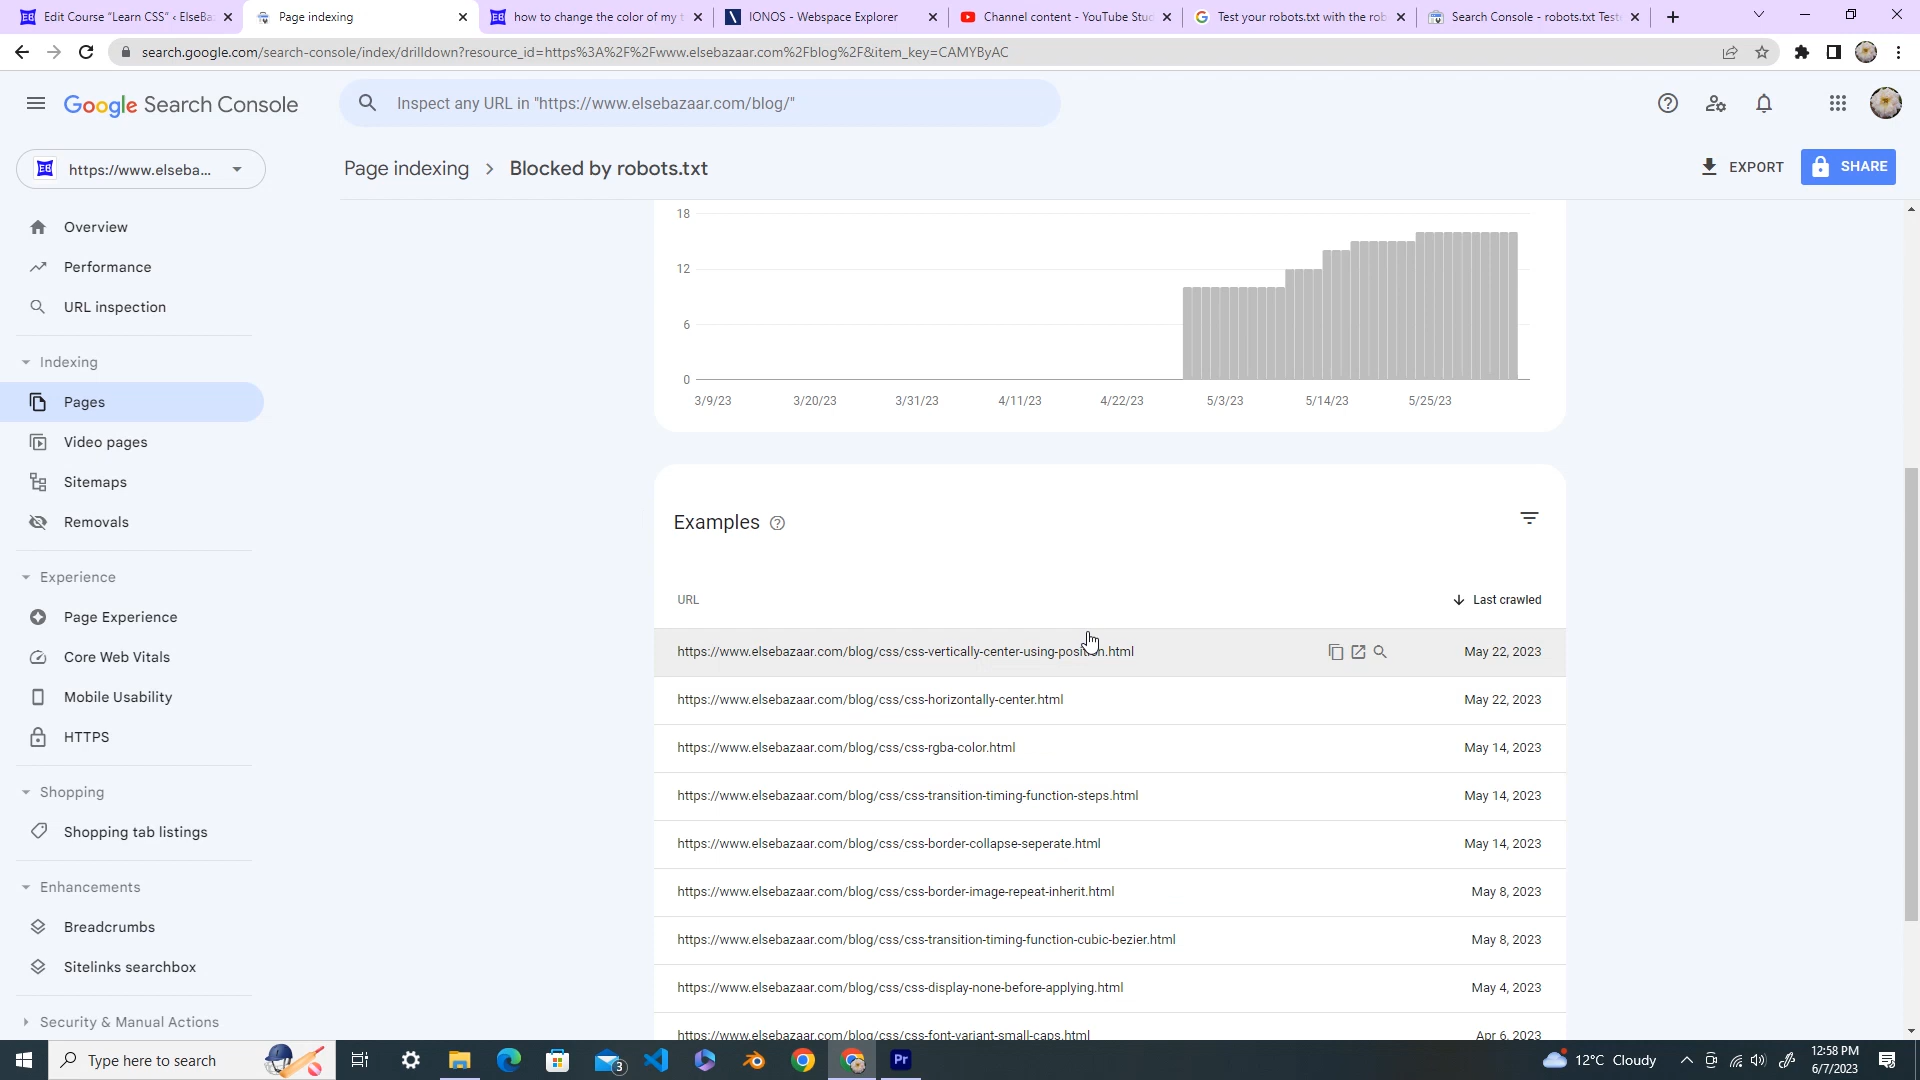 Edit Course "Learn CSS" ‹ ElseBa
Page indexing
how to change the color of my t
IONOS - Webspace Explorer
Channel content - YouTube Stud
Test your robots.txt with the rob
Search Console - robots.txt Teste
search.google.com/search-console/index/drilldown?resource_id=https%3A%2F%2Fwww.elsebazaar.com%2Fblog%2F&item_key=CAMYByAC
Google Search Console
Inspect any URL in "https://www.elsebazaar.com/blog/"
EB https://www.elseba...
Page indexing > Blocked by robots.txt
EXPORT
SHARE
Overview
Performance
URL inspection
Indexing
Pages
Video pages
Sitemaps
Removals
Experience
Page Experience
Core Web Vitals
Mobile Usability
HTTPS
Shopping
Shopping tab listings
Enhancements
Breadcrumbs
Sitelinks searchbox
Security & Manual Actions
18
12
6
0
3/9/23 3/20/23 3/31/23 4/11/23 4/22/23 5/3/23 5/14/23 5/25/23
Examples
URL Last crawled
https://www.elsebazaar.com/blog/css/css-vertically-center-using-position.html May 22, 2023
https://www.elsebazaar.com/blog/css/css-horizontally-center.html May 22, 2023
https://www.elsebazaar.com/blog/css/css-rgba-color.html May 14, 2023
https://www.elsebazaar.com/blog/css/css-transition-timing-function-steps.html May 14, 2023
https://www.elsebazaar.com/blog/css/css-border-collapse-seperate.html May 14, 2023
https://www.elsebazaar.com/blog/css/css-border-image-repeat-inherit.html May 8, 2023
https://www.elsebazaar.com/blog/css/css-transition-timing-function-cubic-bezier.html May 8, 2023
https://www.elsebazaar.com/blog/css/css-display-none-before-applying.html May 4, 2023
https://www.elsebazaar.com/blog/css/css-font-variant-small-caps.html Apr 6, 2023
Type here to search
3
Pr
12°C Cloudy
12:58 PM
6/7/2023